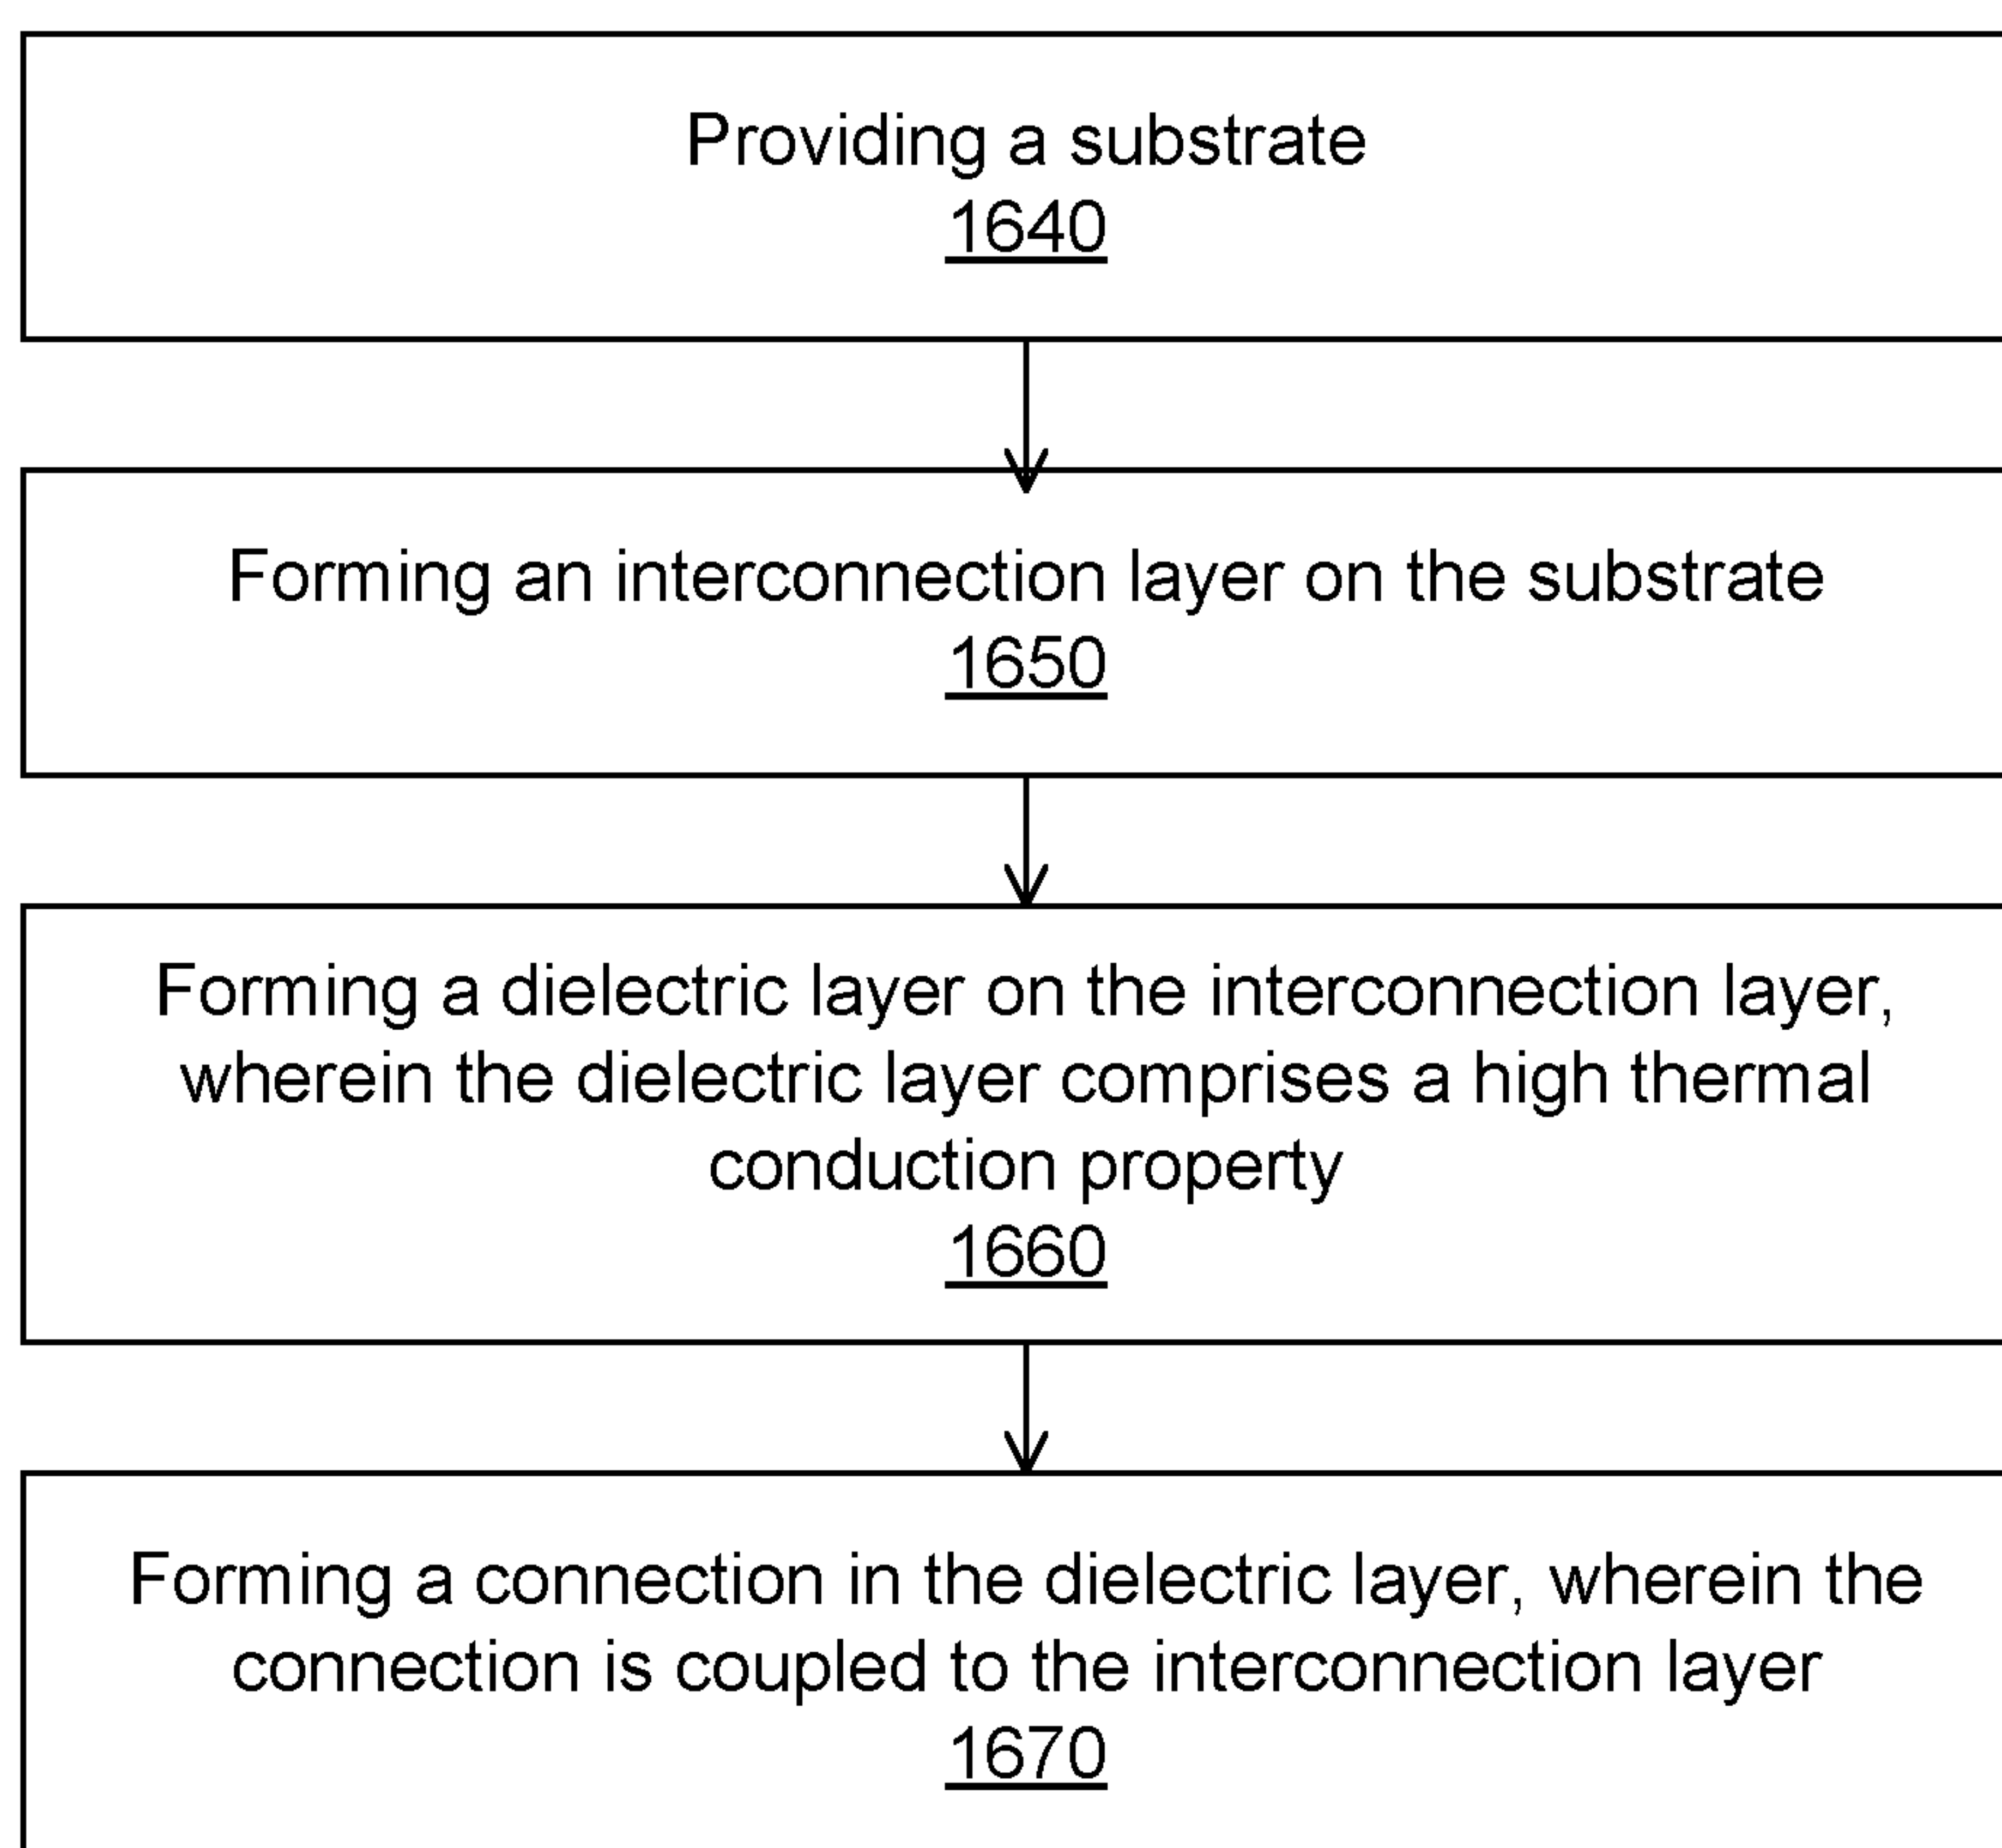 Providing a substrate
1640
Forming an interconnection layer on the substrate
1650
Forming a dielectric layer on the interconnection layer,
wherein the dielectric layer comprises a high thermal
conduction property
1660
Forming a connection in the dielectric layer, wherein the
connection is coupled to the interconnection layer
1670